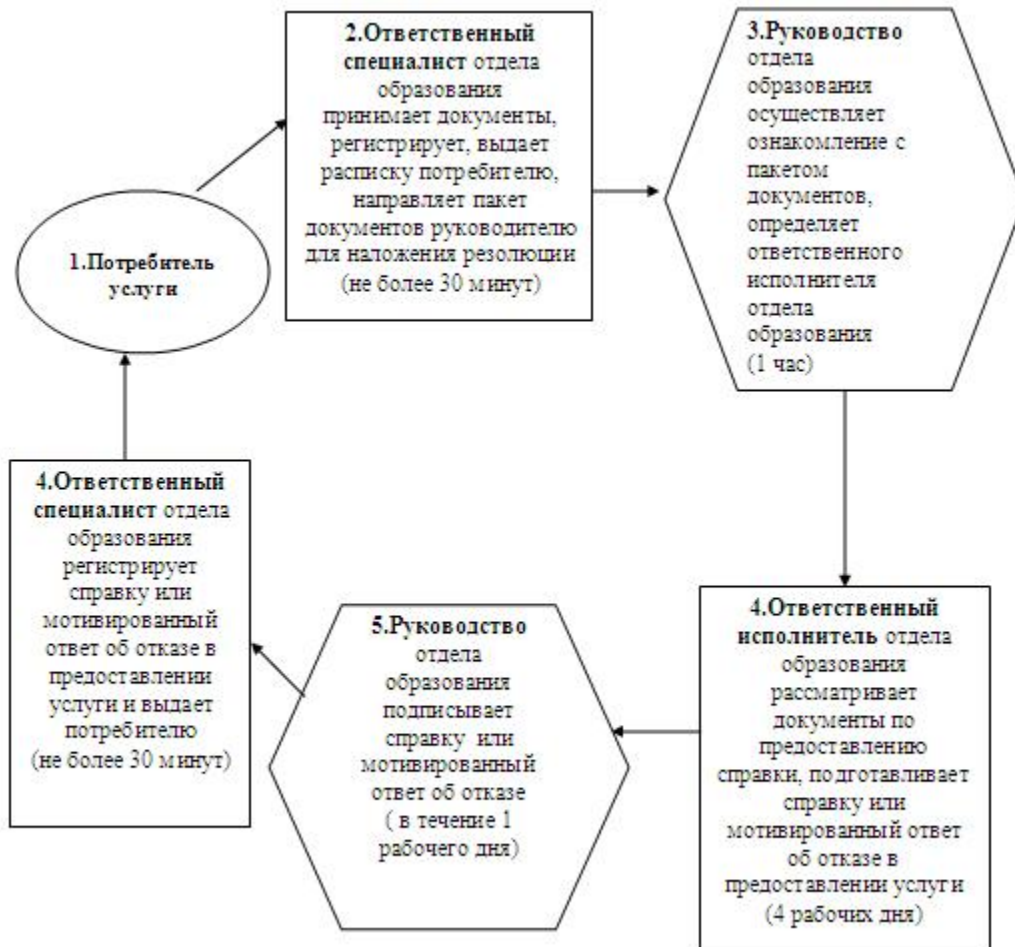 1.Потребитель
услуги
2.Ответственный
специалист отдела
образования
принимает документы,
регистрирует, выдает
расписку потребителю,
направляет пакет
документов руководителю
для наложения резолюции
(не более 30 минут)
3.Руководство
отдела
образования
осуществляет
ознакомление с
пакетом
документов,
определяет
ответственного
исполнителя
отдела
образования
(1 час)
4.Ответственный
исполнитель отдела
образования
рассматривает
документы по
предоставлению
справки, подготавливает
справку или
мотивированный ответ
об отказе в
предоставлении услуги
(4 рабочих дня)
5.Руководство
отдела
образования
подписывает
справку или
мотивированный
ответ об отказе
( в течение 1
рабочего дня)
4.Ответственный
специалист отдела
образования
регистрирует
справку или
мотивированный
ответ об отказе в
предоставлении
услуги и выдает
потребителю
(не более 30 минут)